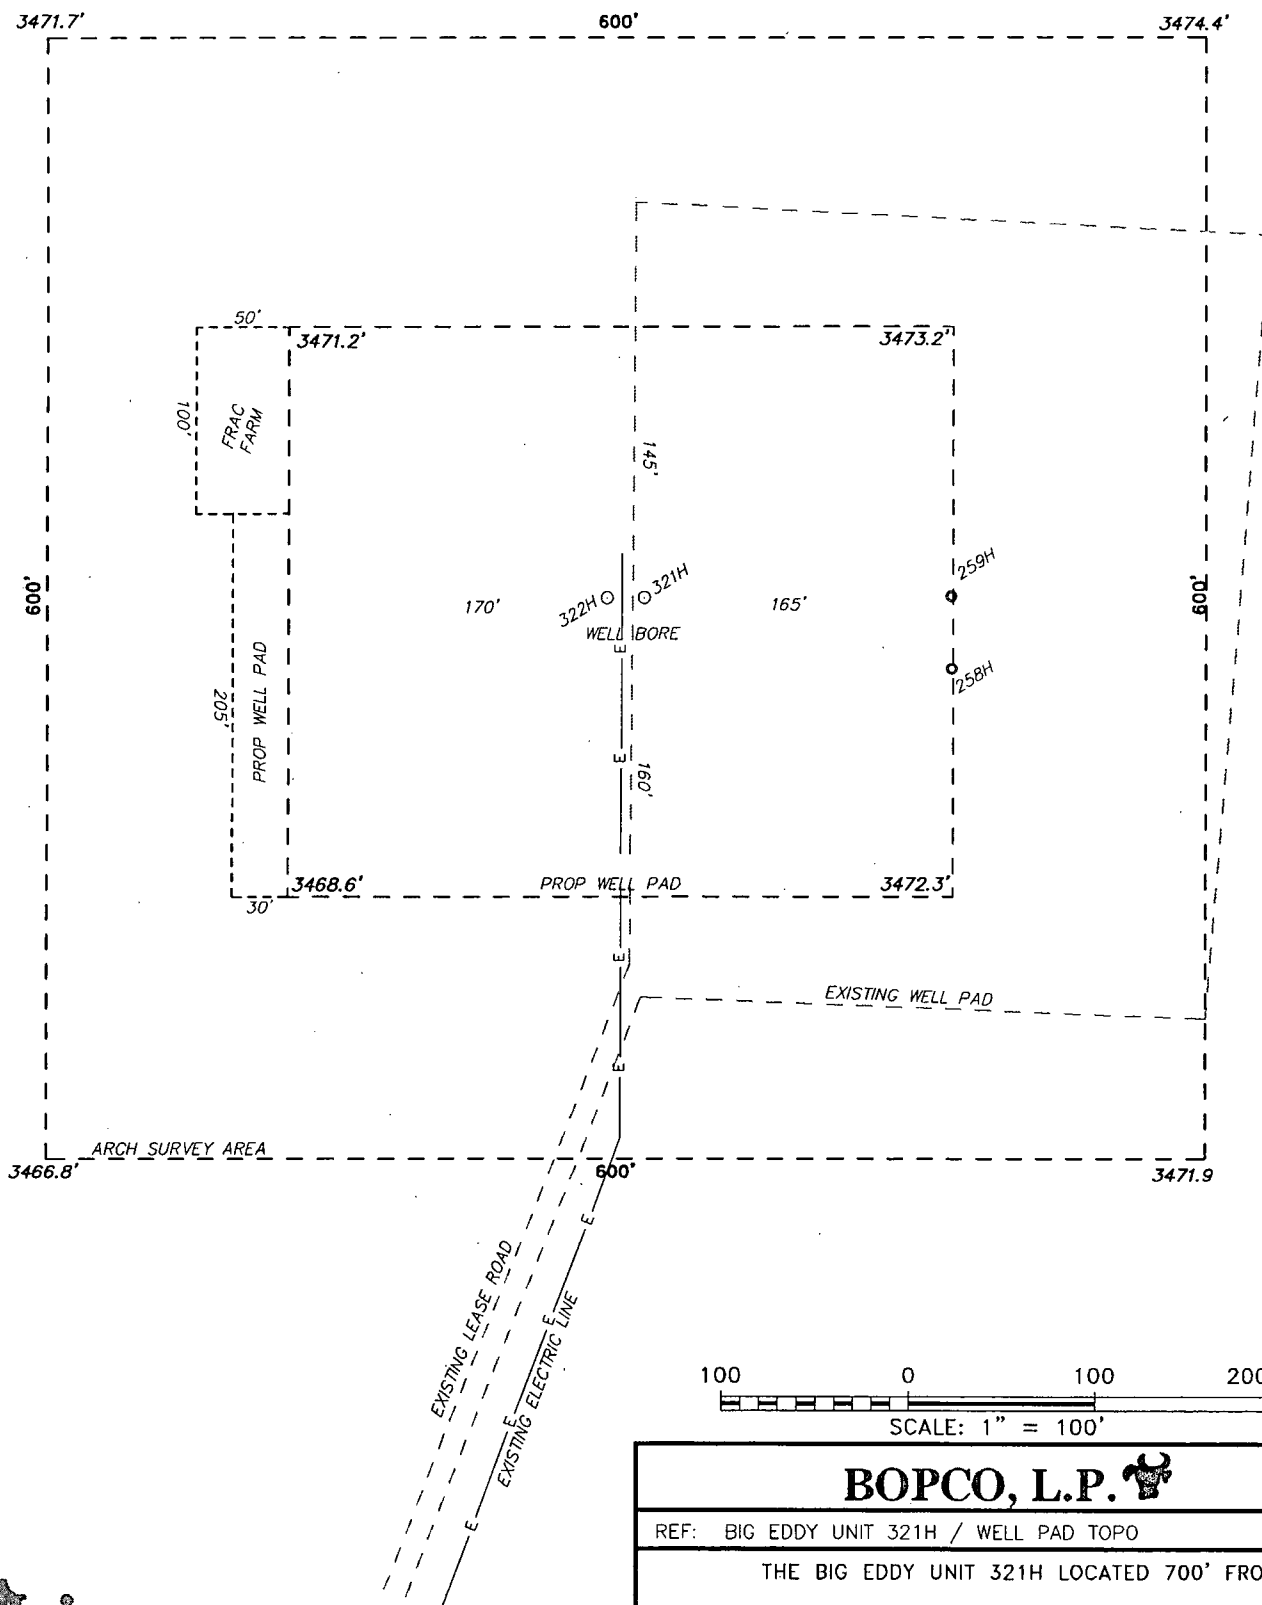 3471.7' 600' 3474.4'
50'
3471.2' 3473.2'
100'
FRAC
FARM
145'
259H
600'
170'
322H
321H
165'
600'
WELL BORE
E
258H
205'
PROP WELL PAD
E
160'
3468.6' PROP WELL PAD 3472.3'
30'
E
EXISTING WELL PAD
E
ARCH SURVEY AREA
3466.8' 600' 3471.9
E
EXISTING LEASE ROAD
E
EXISTING ELECTRIC LINE
E
E
100 0 100 200
SCALE: 1" = 100'
BOPCO, L.P.
REF: BIG EDDY UNIT 321H / WELL PAD TOPO
THE BIG EDDY UNIT 321H LOCATED 700' FRO